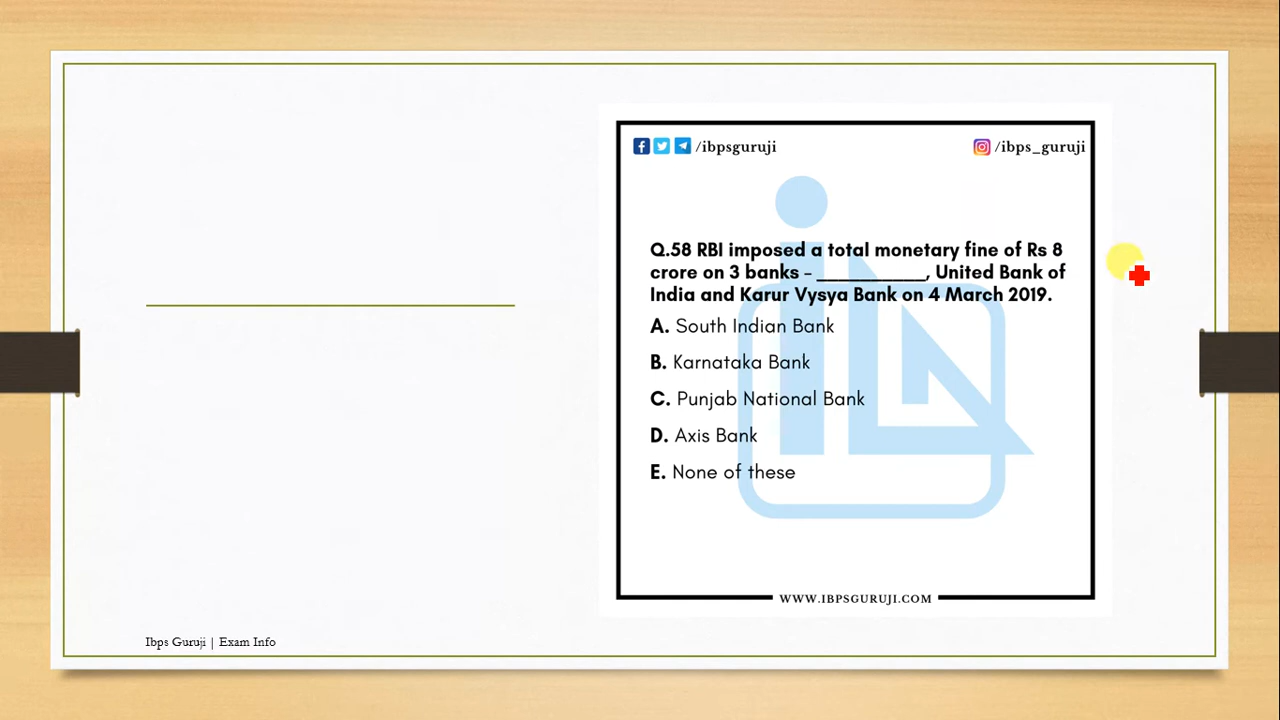 /ibpsguruji
/ibps_guruji
Q.58 RBI imposed a total monetary fine of Rs 8
crore on 3 banks - ___________, United Bank of
India and Karur Vysya Bank on 4 March 2019.
A. South Indian Bank
B. Karnataka Bank
C. Punjab National Bank
D. Axis Bank
E. None of these
WWW.IBPSGURUJI.COM
Ibps Guruji | Exam Info